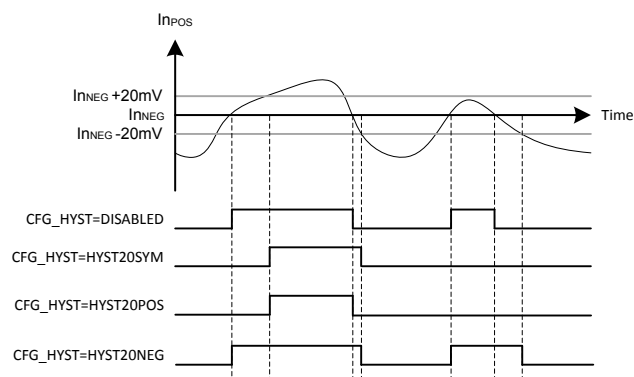 InPOS
InNEG +20mV
InNEG
Time
InNEG -20mV
CFG_HYST=DISABLED
CFG_HYST=HYST20SYM
CFG_HYST=HYST20POS
CFG_HYST=HYST20NEG